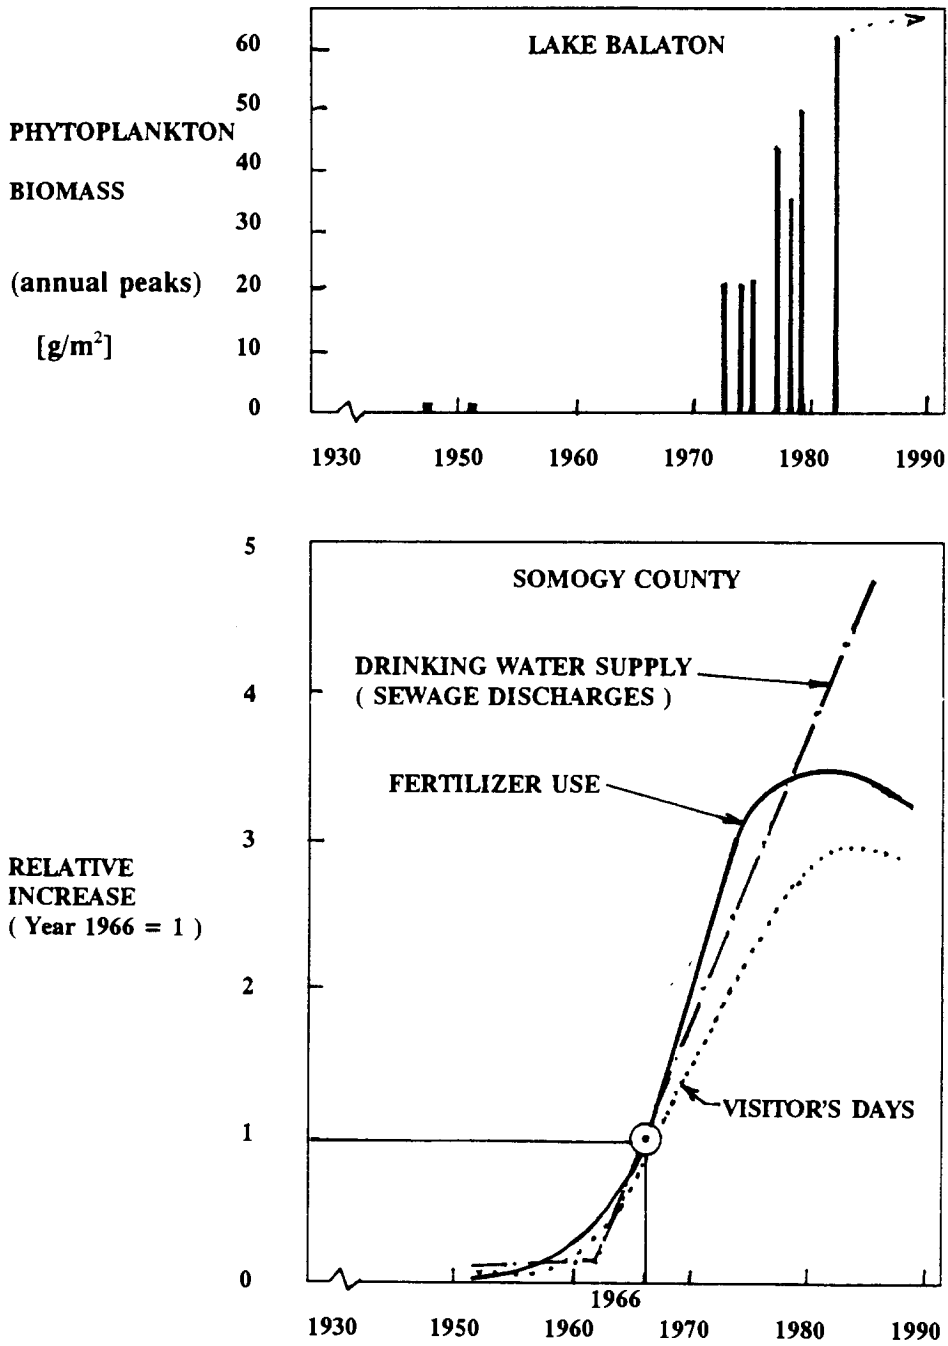 LAKE BALATON
PHYTOPLANKTON
BIOMASS
(annual peaks)
[g/m²]
60
50
40
30
20
10
0
1930 1950 1960 1970 1980 1990
SOMOGY COUNTY
DRINKING WATER SUPPLY
( SEWAGE DISCHARGES )
FERTILIZER USE
VISITOR'S DAYS
RELATIVE
INCREASE
( Year 1966 = 1 )
5
4
3
2
1
0
1966
1930 1950 1960 1970 1980 1990